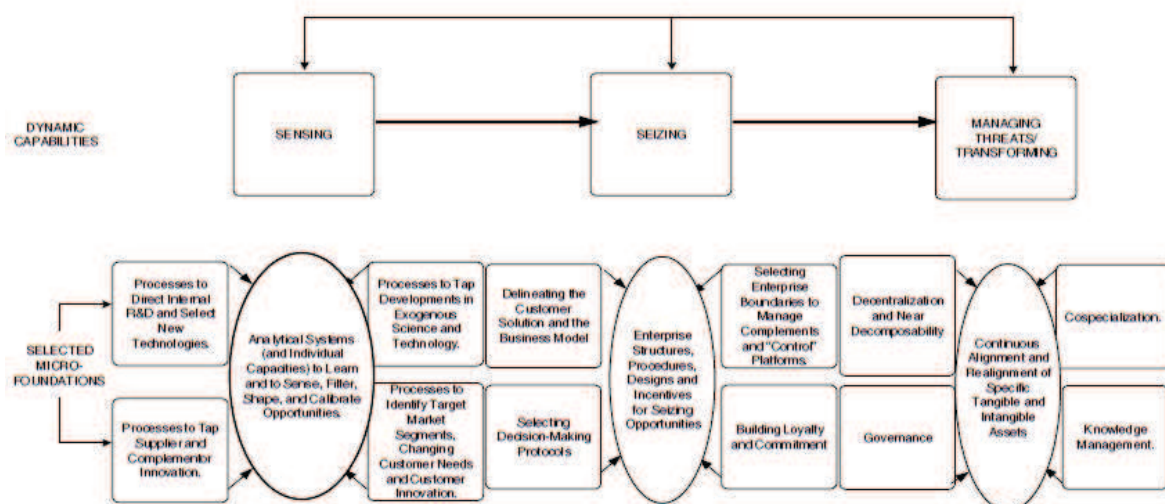 DYNAMIC
CAPABILITIES
SENSING
SEIZING
MANAGING
THREATS/
TRANSFORMING
SELECTED
MICRO-
FOUNDATIONS
Processes to
Direct Internal
R&D and Select
New
Technologies.
Processes to Tap
Supplier and
Complementor
Innovation.
Analytical Systems
(and Individual
Capacities) to Learn
and to Sense, Filter,
Shape, and Calibrate
Opportunities.
Processes to Tap
Developments in
Exogenous
Science and
Technology.
Processes to
Identify Target
Market
Segments,
Changing
Customer Needs
and Customer
Innovation.
Delineating the
Customer
Solution and the
Business Model
Selecting
Decision-Making
Protocols
Enterprise
Structures,
Procedures,
Designs and
Incentives
for Seizing
Opportunities
Selecting
Enterprise
Boundaries to
Manage
Complements
and "Control"
Platforms.
Building Loyalty
and Commitment
Decentralization
and Near
Decomposability
Governance
Continuous
Alignment and
Realignment of
Specific
Tangible and
Intangible
Assets
Cospecialization.
Knowledge
Management.